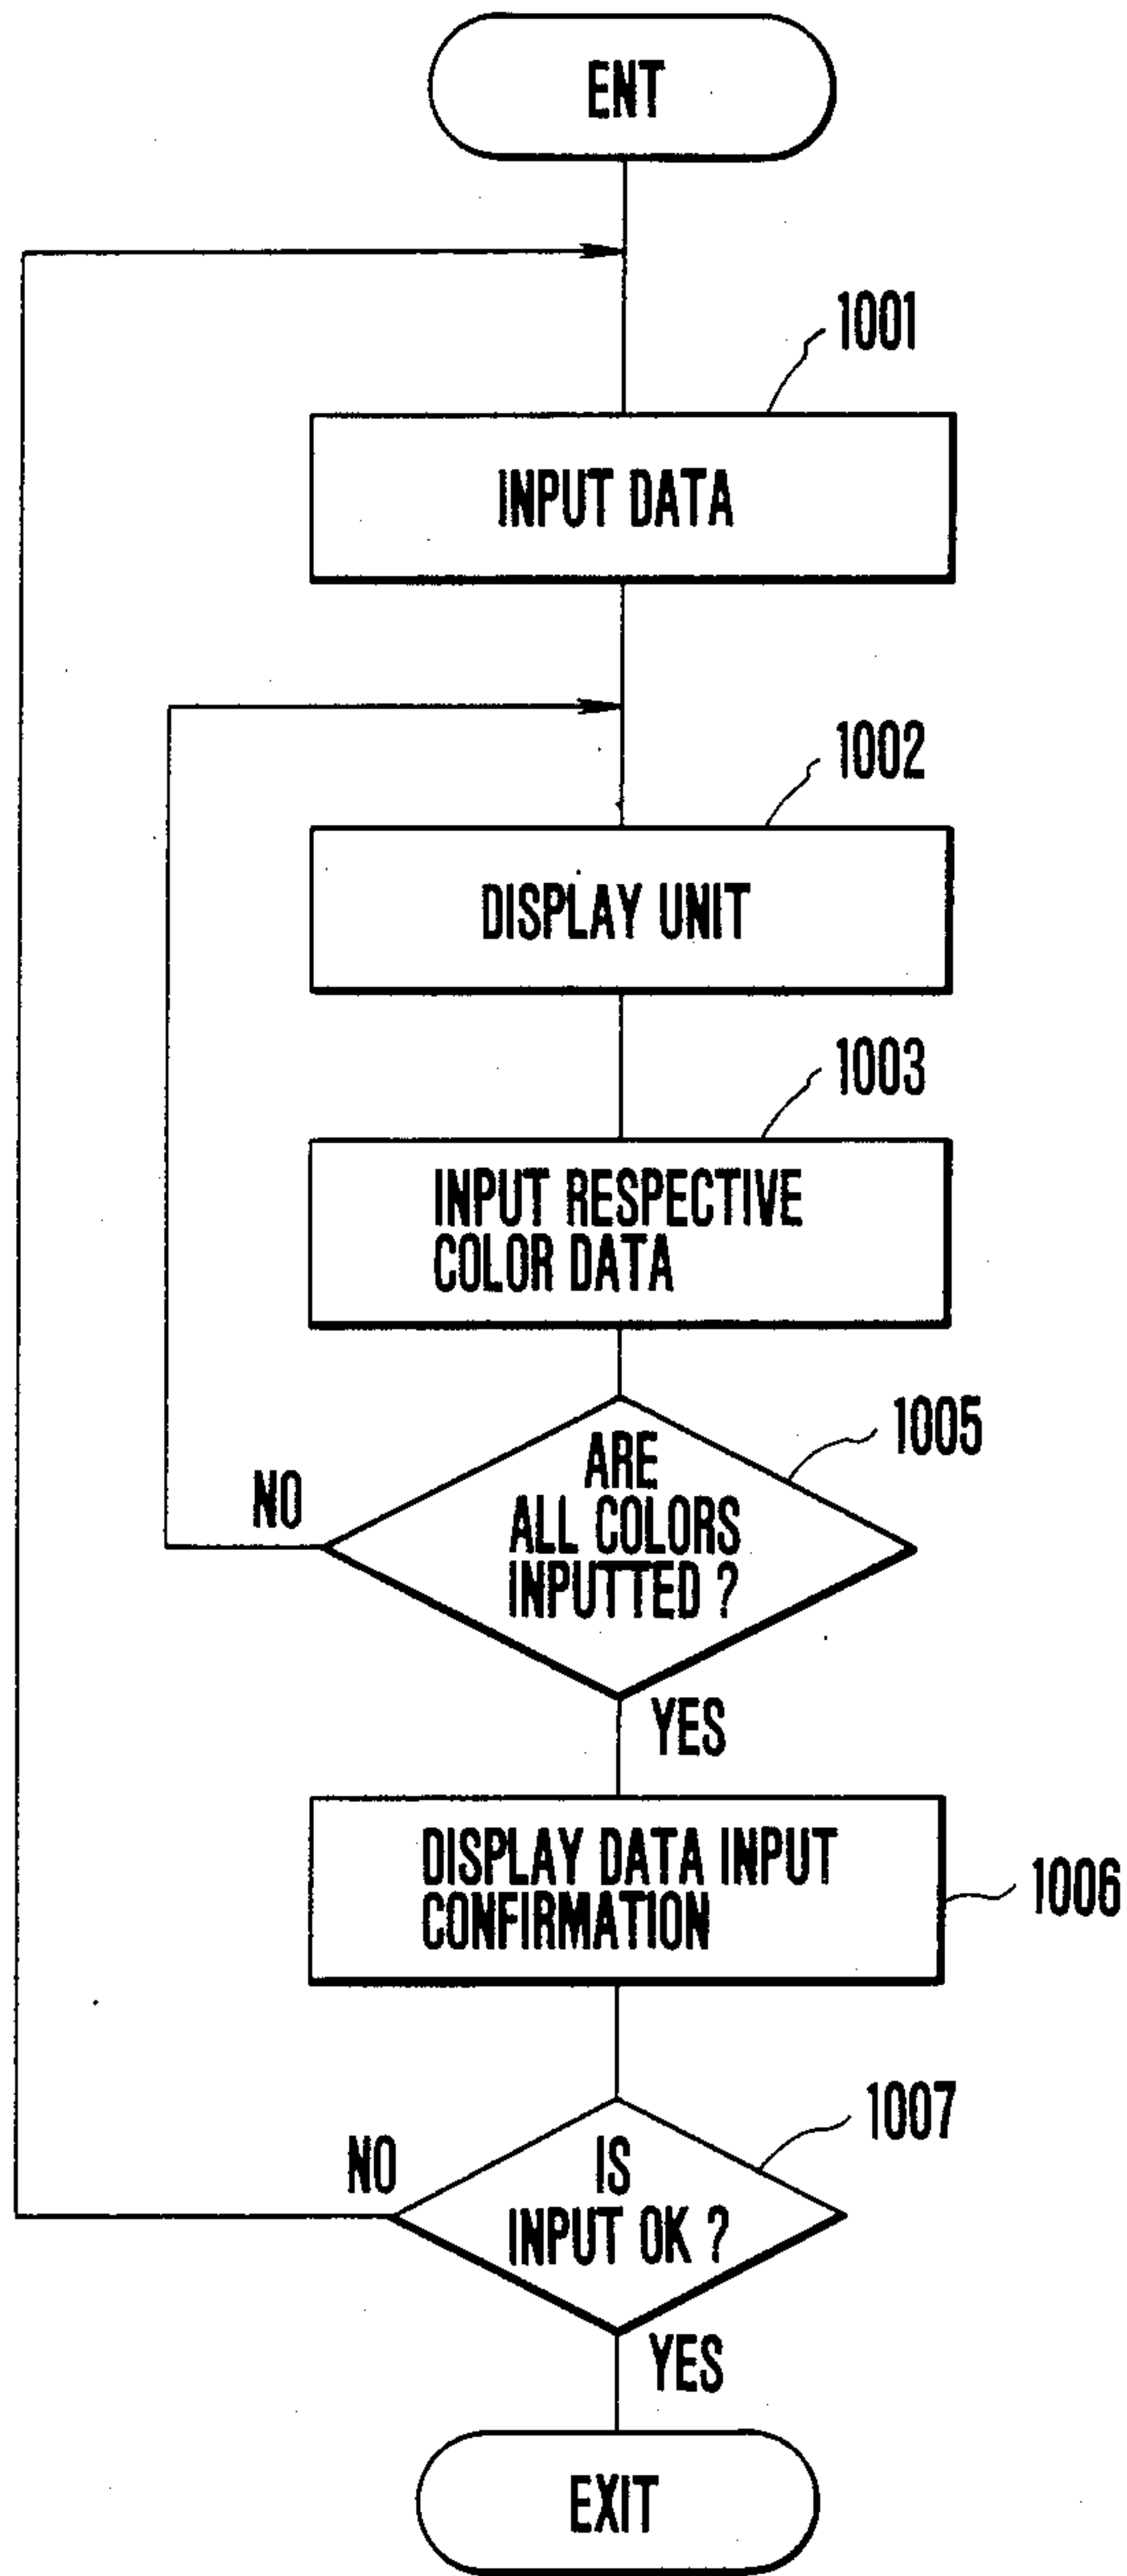 ENT
1001
INPUT DATA
1002
DISPLAY UNIT
1003
INPUT RESPECTIVE
COLOR DATA
1005
ARE
ALL COLORS
INPUTTED ?
NO
YES
DISPLAY DATA INPUT
CONFIRMATION
1006
1007
IS
INPUT OK ?
NO
YES
EXIT